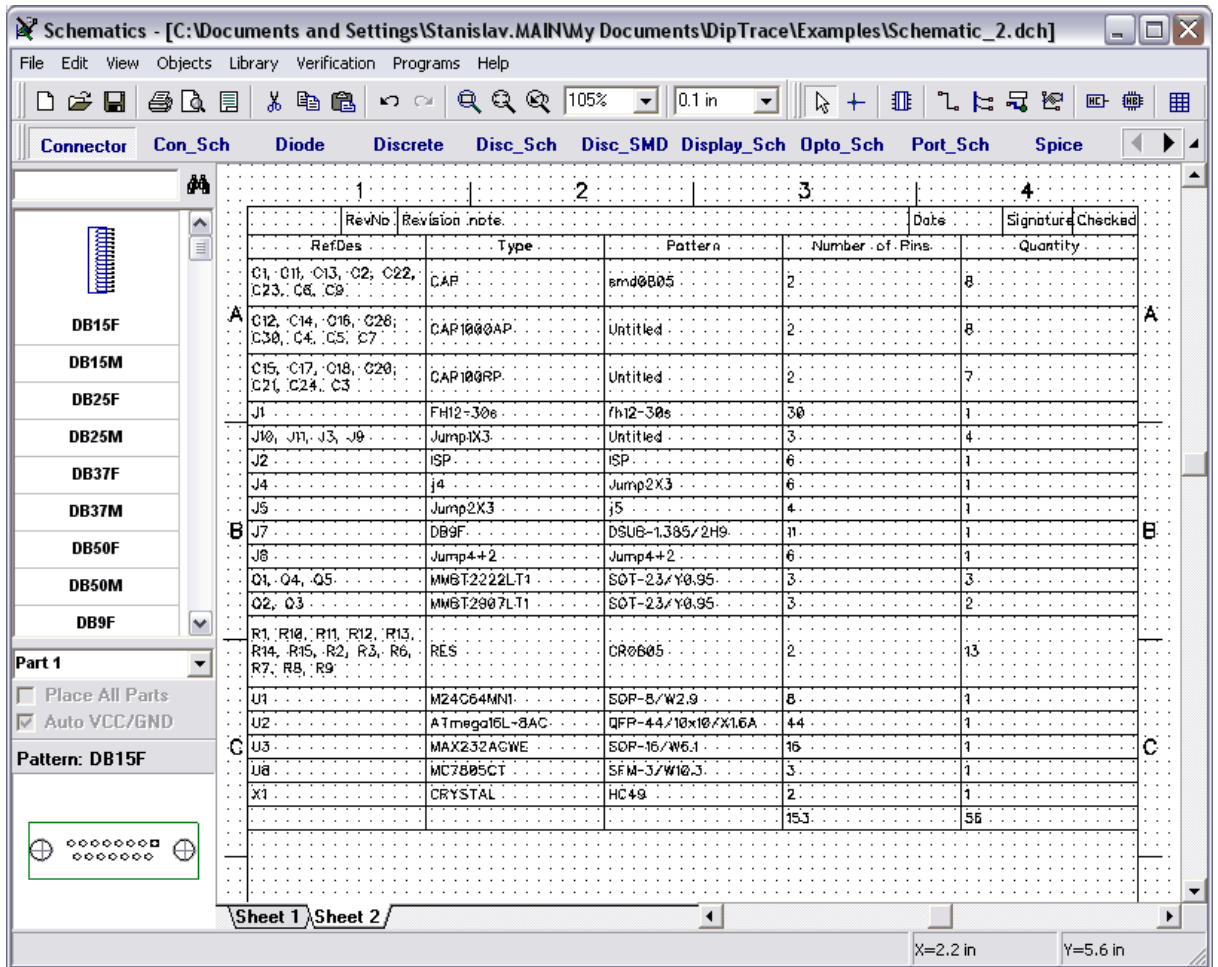 Schematics - [C:\Documents and Settings\Stanislav.MAIN\My Documents\DipTrace\Examples\Schematic_2.dch]
File Edit View Objects Library Verification Programs Help
105% 0.1 in
Connector Con_Sch Diode Discrete Disc_Sch Disc_SMD Display_Sch Opto_Sch Port_Sch Spice
DB15F
DB15M
DB25F
DB25M
DB37F
DB37M
DB50F
DB50M
DB9F
Part 1
Place All Parts
Auto VCC/GND
Pattern: DB15F
1 2 3 4
RevNo Revision note Date Signature Checked
RefDes Type Pattern Number of Pins Quantity
A A
C1, C11, C13, C2, C22,
C23, C6, C9 CAP smd0805 2 8
C12, C14, C16, C28,
C30, C4, C5, C7 CAP1000AP Untitled 2 8
C15, C17, C18, C20,
C21, C24, C3 CAP100RP Untitled 2 7
J1 FH12-30s fh12-30s 30 1
J10, J11, J3, J9 Jump1X3 Untitled 3 4
J2 ISP ISP 6 1
J4 j4 Jump2X3 6 1
J5 Jump2X3 j5 4 1
B J7 DB9F DSUB-1.385/2H9 11 1 B
J8 Jump4+2 Jump4+2 6 1
Q1, Q4, Q5 MMBT2222LT1 SOT-23/Y0.95 3 3
Q2, Q3 MMBT2907LT1 SOT-23/Y0.95 3 2
R1, R10, R11, R12, R13,
R14, R15, R2, R3, R6,
R7, R8, R9 RES CR0805 2 13
U1 M24C64MN1 SOP-8/W2.9 8 1
U2 ATmega16L-8AC QFP-44/10x10/X1.6A 44 1
C U3 MAX232ACWE SOP-16/W6.1 16 1 C
U8 MC7805CT SFM-3/W10.3 3 1
X1 CRYSTAL HC49 2 1
153 56
Sheet 1 Sheet 2
X=2.2 in Y=5.6 in